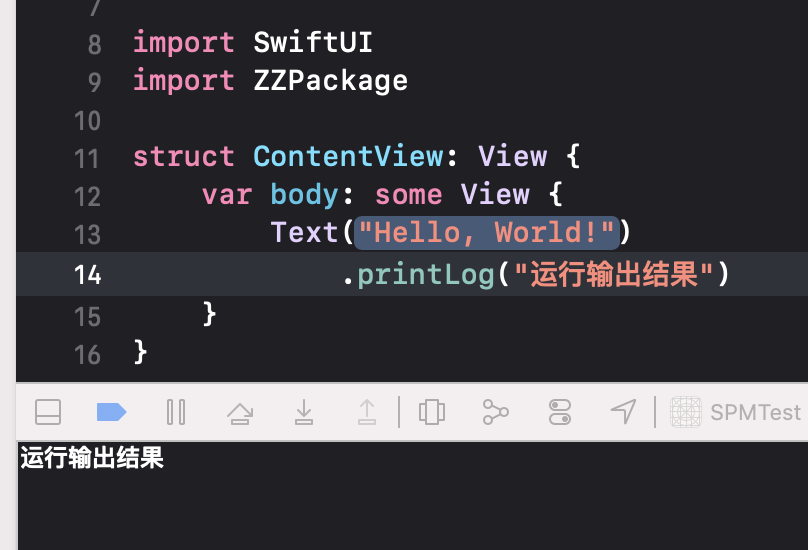 7
8 import SwiftUI
9 import ZZPackage
10
11 struct ContentView: View {
12 var body: some View {
13 Text("Hello, World!")
14 .printLog("运行输出结果")
15 }
16 }
SPMTest
运行输出结果